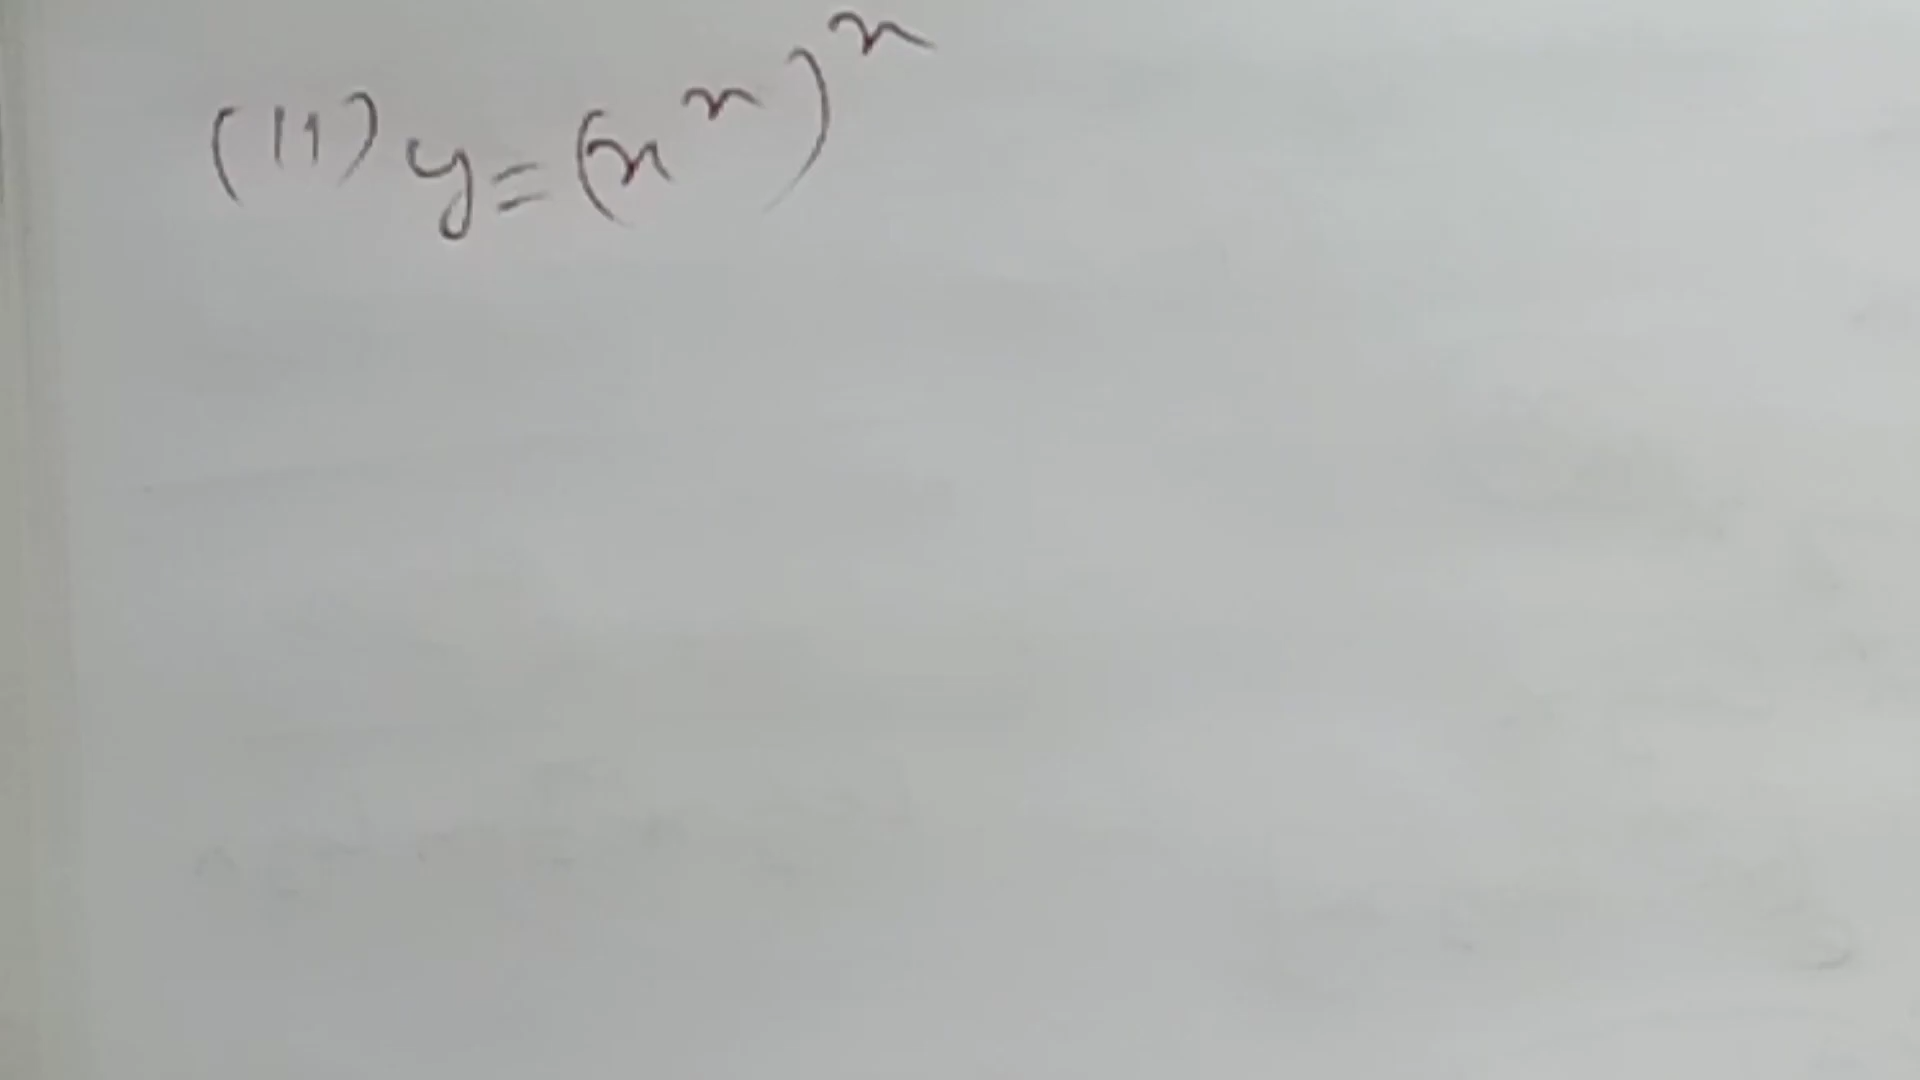 (11) y = (x^x)^x